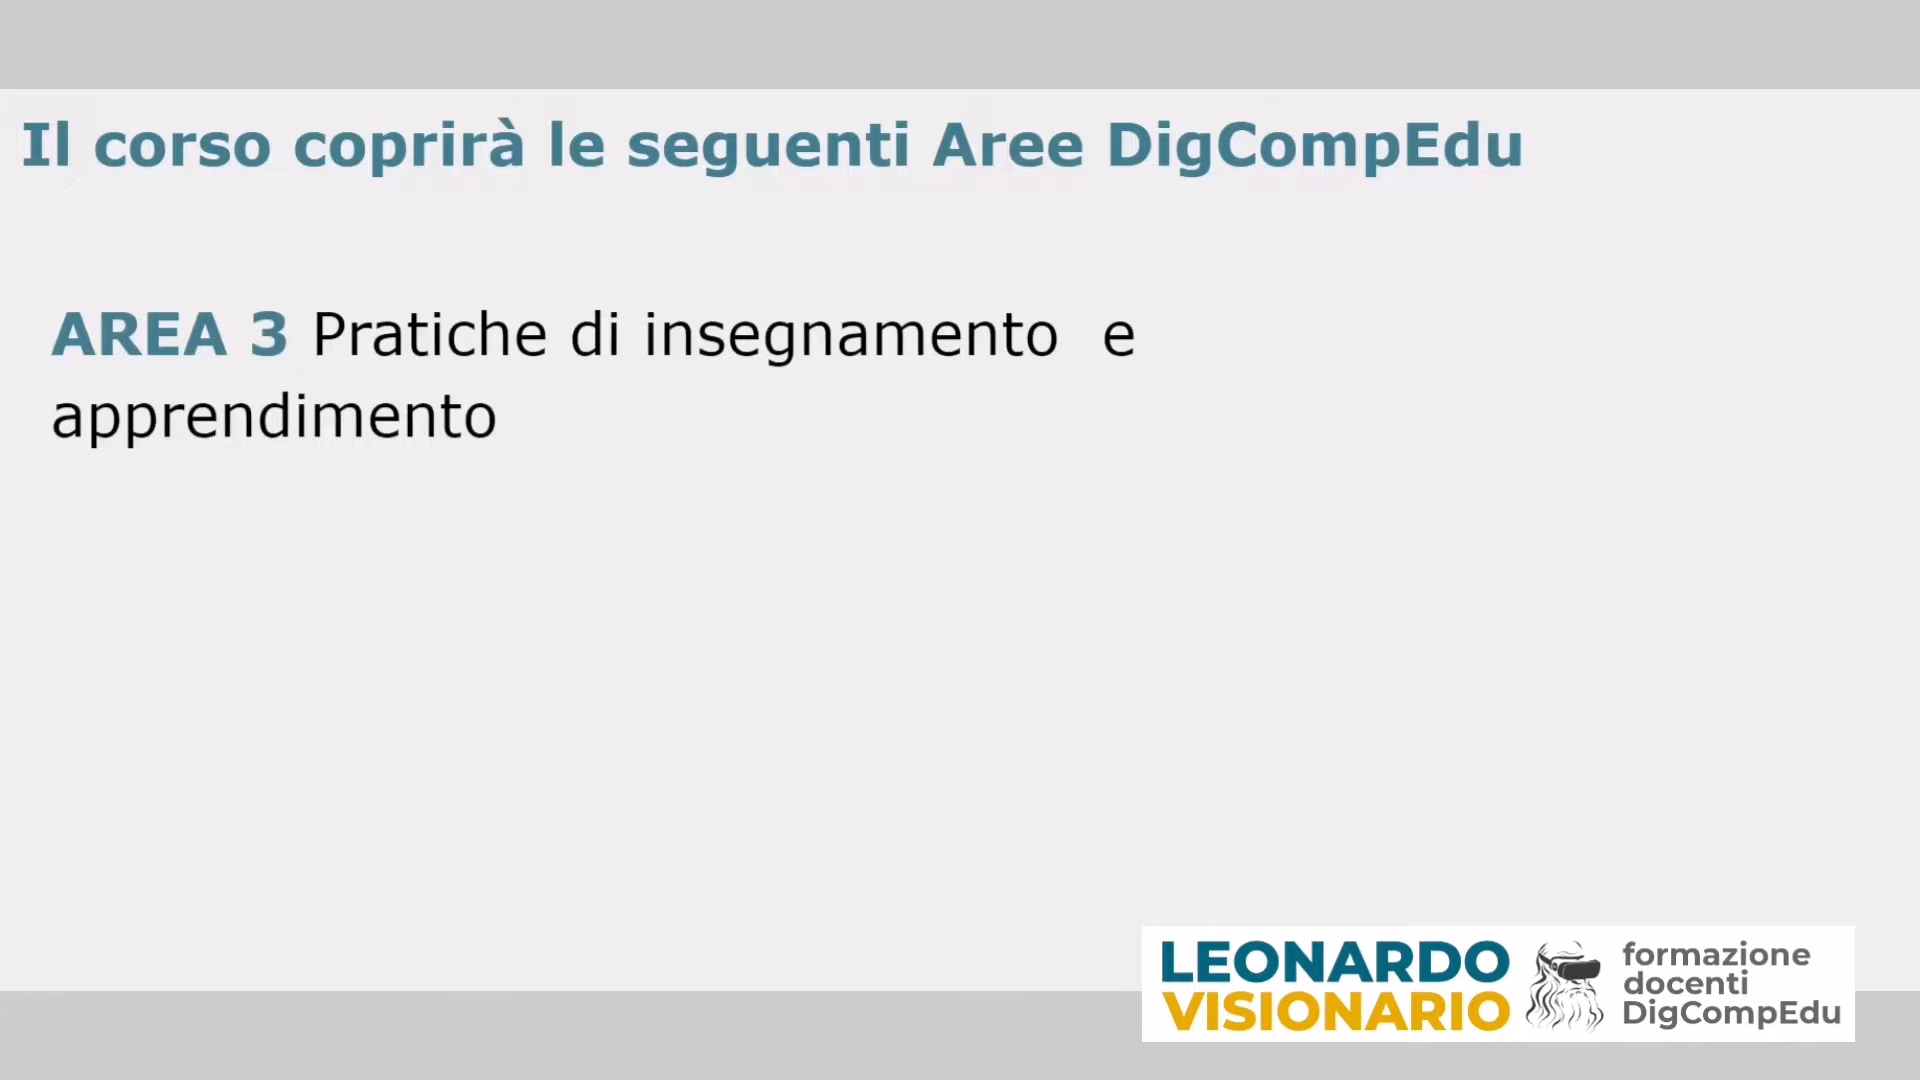 Il corso coprirà le seguenti Aree DigCompEdu
AREA 3 Pratiche di insegnamento e
apprendimento
LEONARDO
VISIONARIO
formazione
docenti
DigCompEdu